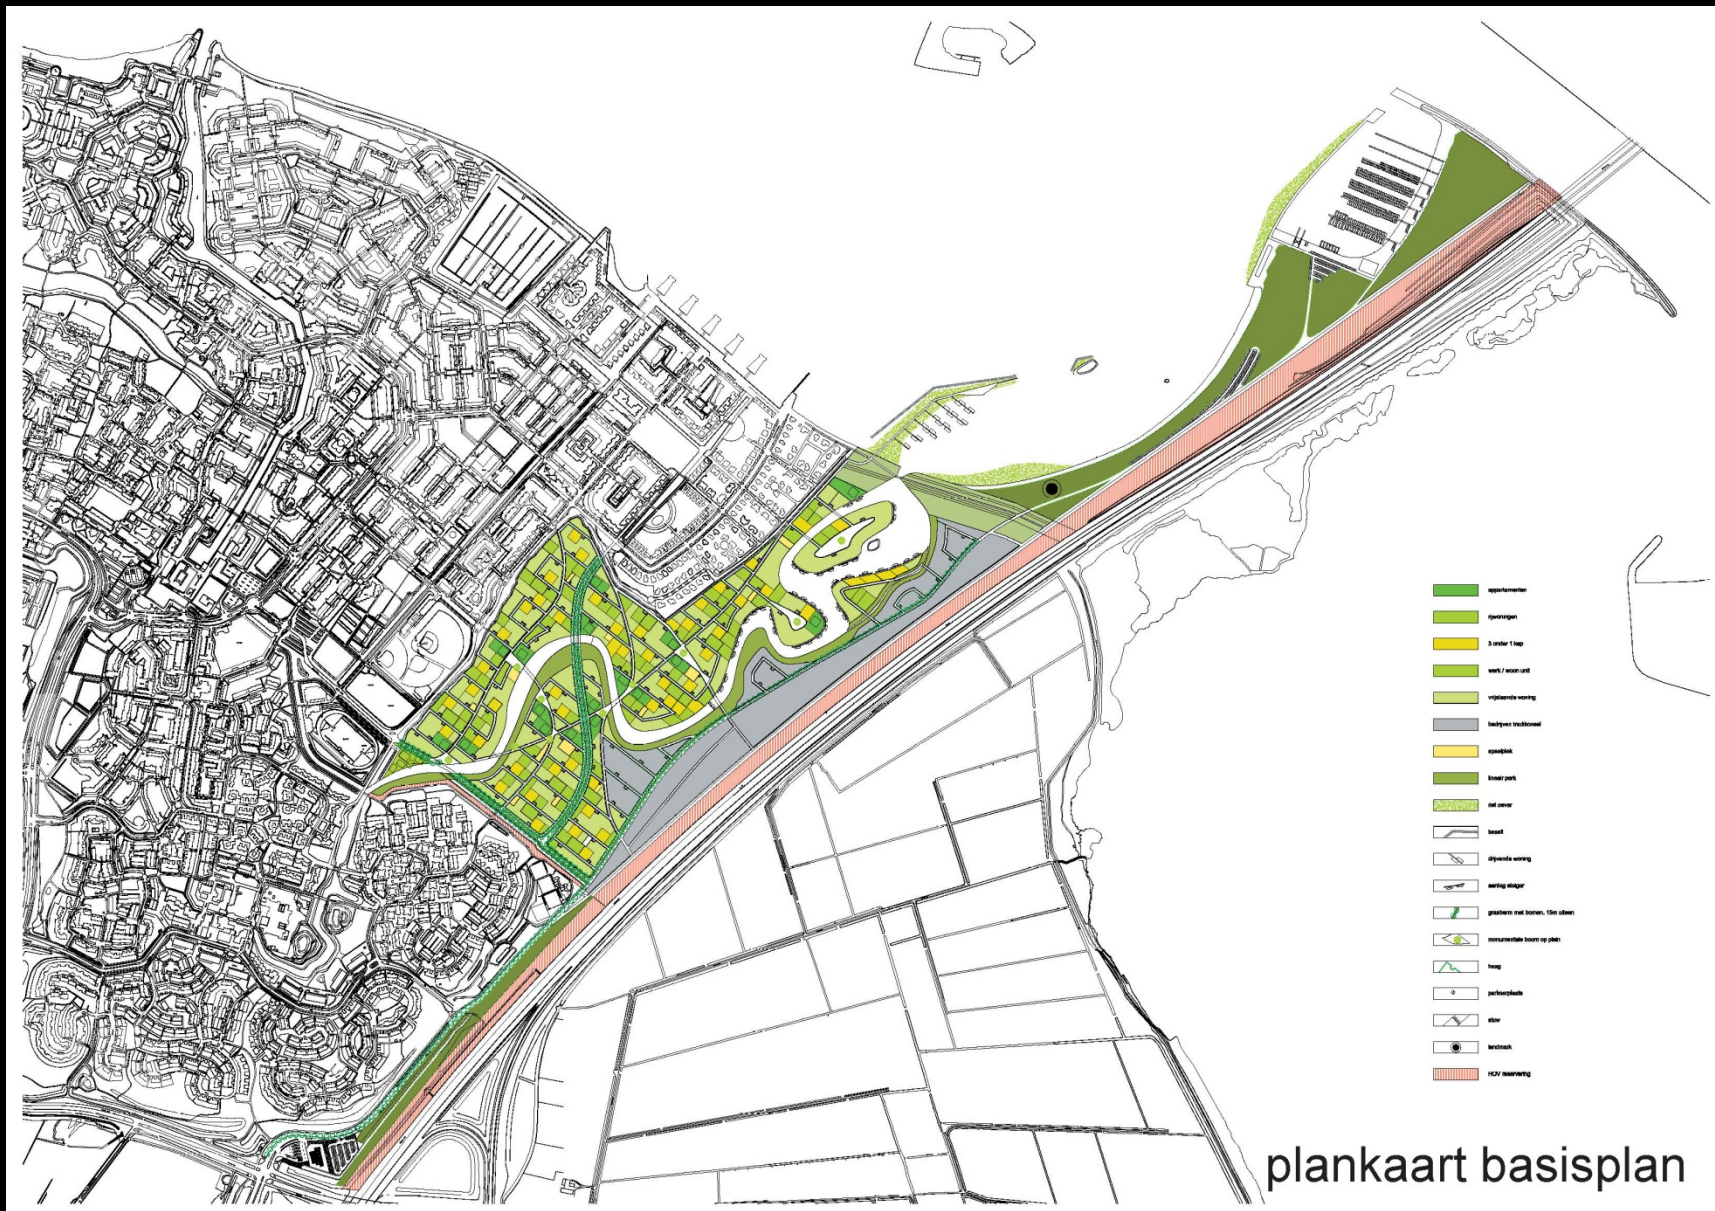 appartementen
rijwoningen
3 onder 1 kap
werk / woon unit
vrijstaande woning
bedrijven traditioneel
speelplek
lineair park
riet oever
basalt
drijvende woning
aanleg steiger
grasberm met bomen, 15m uiteen
monumentale boom op plein
haag
parkeerplaats
stuw
landmark
HOV reservering
plankaart basisplan